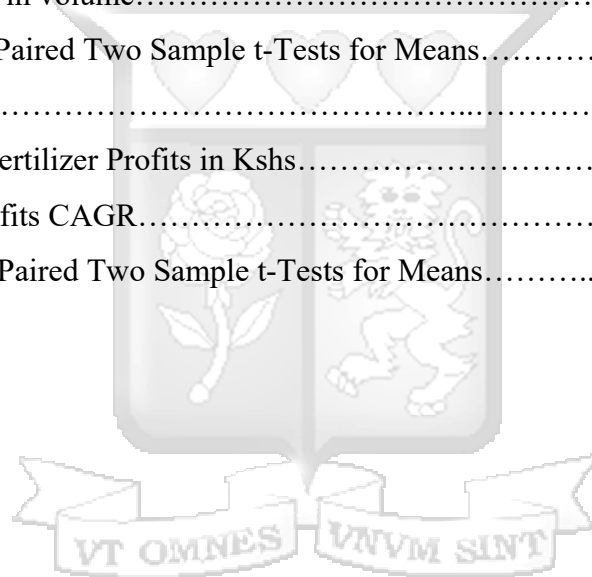 in volume……………………………………………
Paired Two Sample t-Tests for Means…………
…………………………………………...…………
ertilizer Profits in Kshs…………………………
fits CAGR…………………………………………
Paired Two Sample t-Tests for Means………..
VT OMNES VNVM SINT